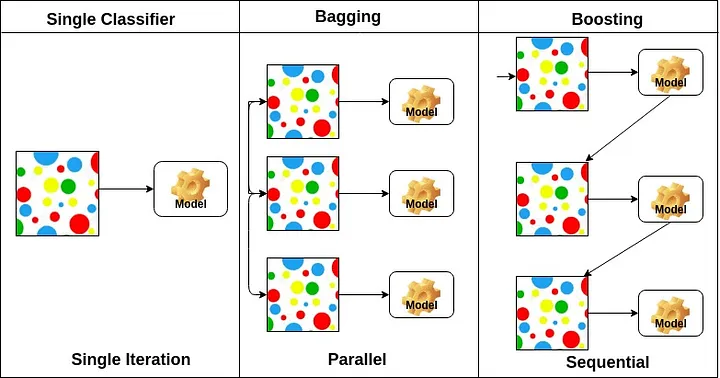 Single Classifier
Bagging
Boosting
Model
Model
Model
Model
Model
Model
Model
Single Iteration
Parallel
Sequential